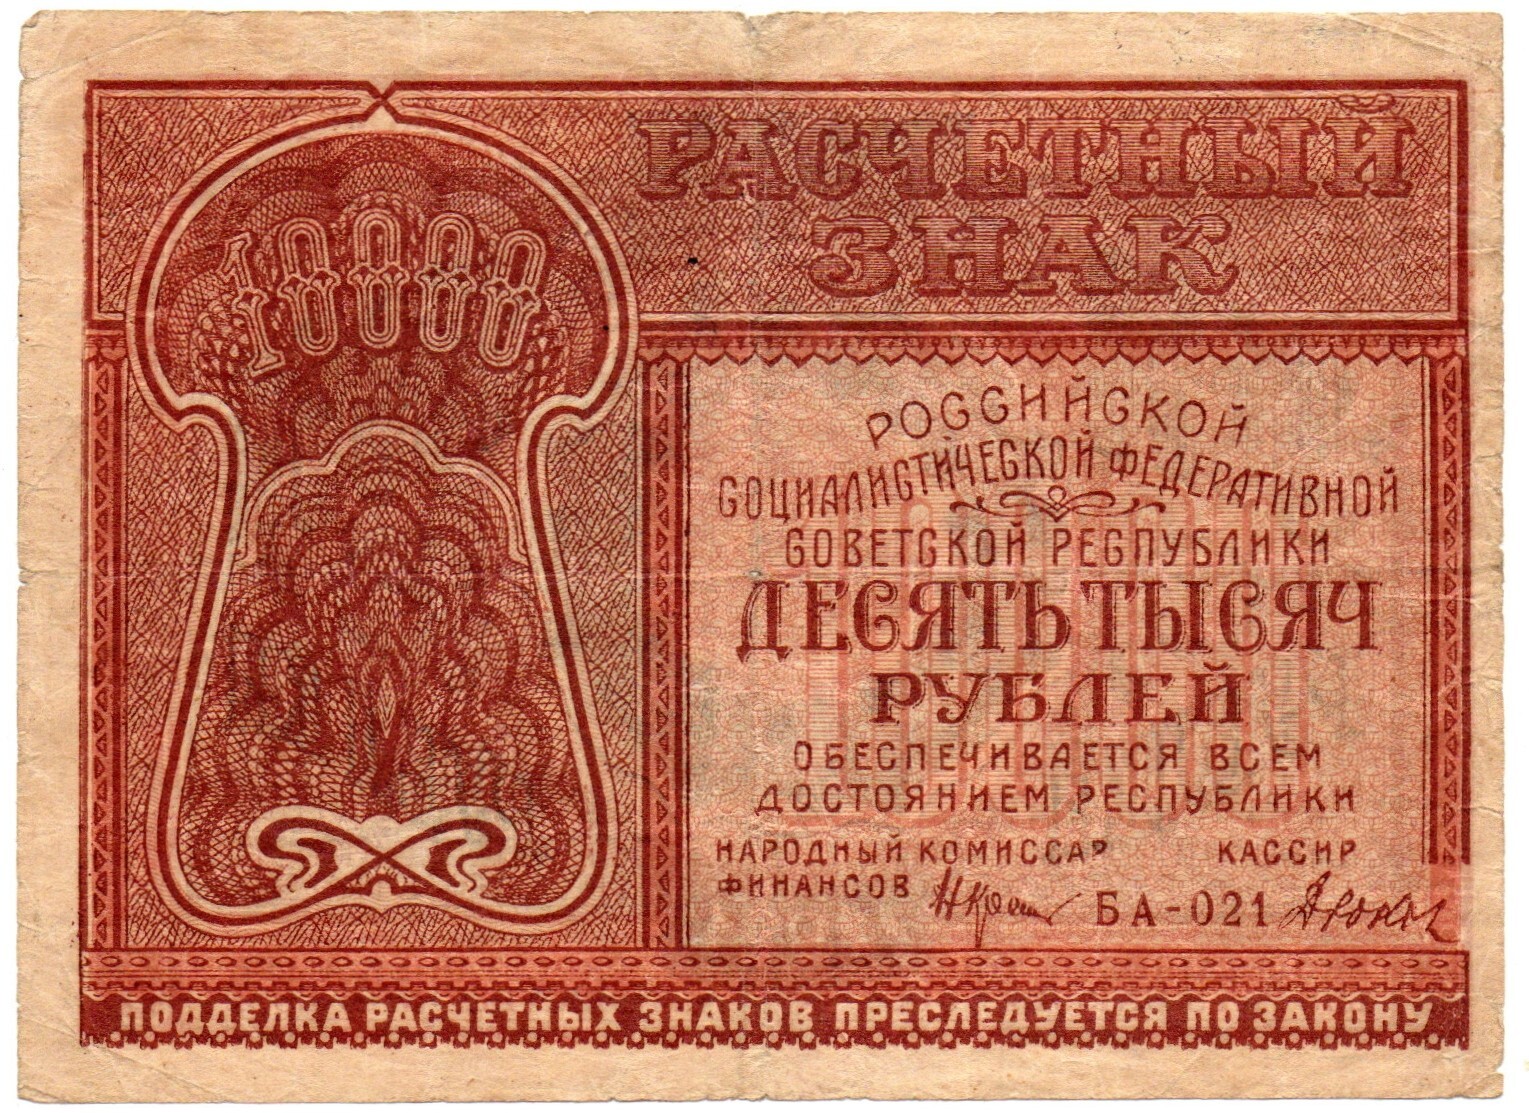 10000
РАСЧЕТНЫЙ
ЗНАК
РОССИЙСКОЙ
СОЦИАЛИСТИЧЕСКОЙ ФЕДЕРАТИВНОЙ
СОВЕТСКОЙ РЕСПУБЛИКИ
ДЕСЯТЬ ТЫСЯЧ
РУБЛЕЙ
ОБЕСПЕЧИВАЕТСЯ ВСЕМ
ДОСТОЯНИЕМ РЕСПУБЛИКИ
НАРОДНЫЙ КОМИССАР КАССИР
ФИНАНСОВ БА-021
ПОДДЕЛКА РАСЧЕТНЫХ ЗНАКОВ ПРЕСЛЕДУЕТСЯ ПО ЗАКОНУ